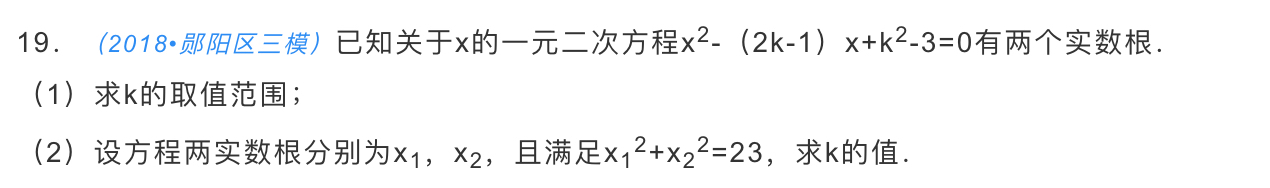 19. （2018•郧阳区三模）已知关于x的一元二次方程x²-（2k-1）x+k²-3=0有两个实数根.
（1）求k的取值范围；
（2）设方程两实数根分别为x₁，x₂，且满足x₁²+x₂²=23，求k的值.